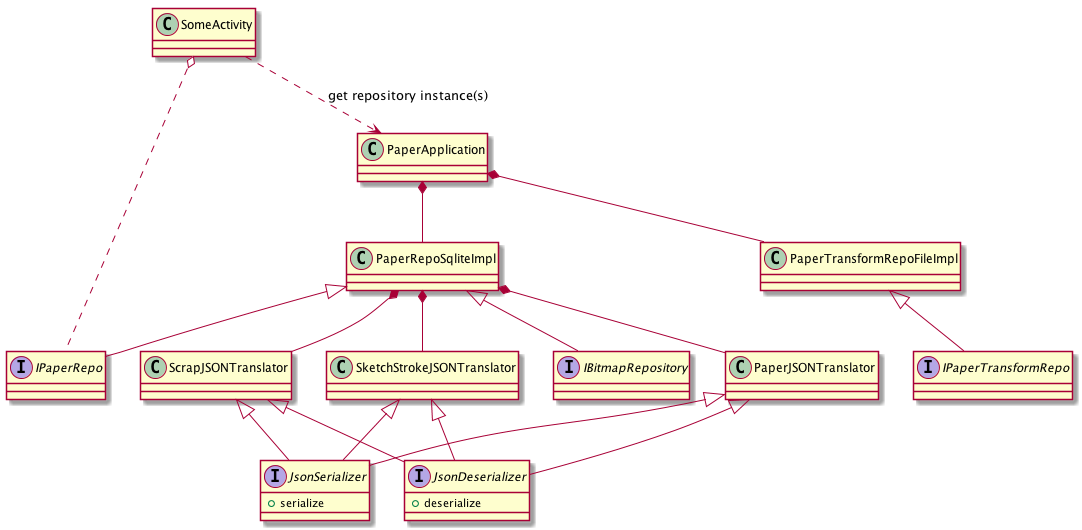 C SomeActivity
get repository instance(s)
C PaperApplication
C PaperRepoSqliteImpl
C PaperTransformRepoFileImpl
I IPaperRepo
C ScrapJSONTranslator
C SketchStrokeJSONTranslator
I IBitmapRepository
C PaperJSONTranslator
I IPaperTransformRepo
I JsonSerializer
serialize
I JsonDeserializer
deserialize